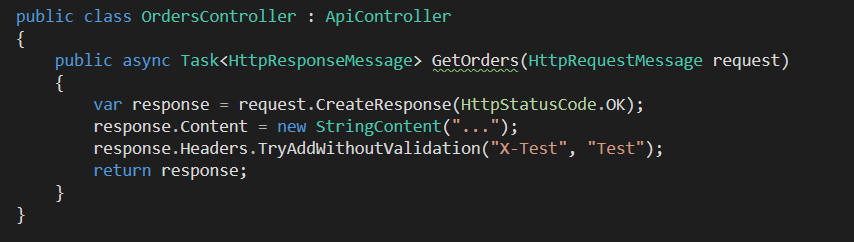 public class OrdersController : ApiController
{
    public async Task<HttpResponseMessage> GetOrders(HttpRequestMessage request)
    {
        var response = request.CreateResponse(HttpStatusCode.OK);
        response.Content = new StringContent("...");
        response.Headers.TryAddWithoutValidation("X-Test", "Test");
        return response;
    }
}